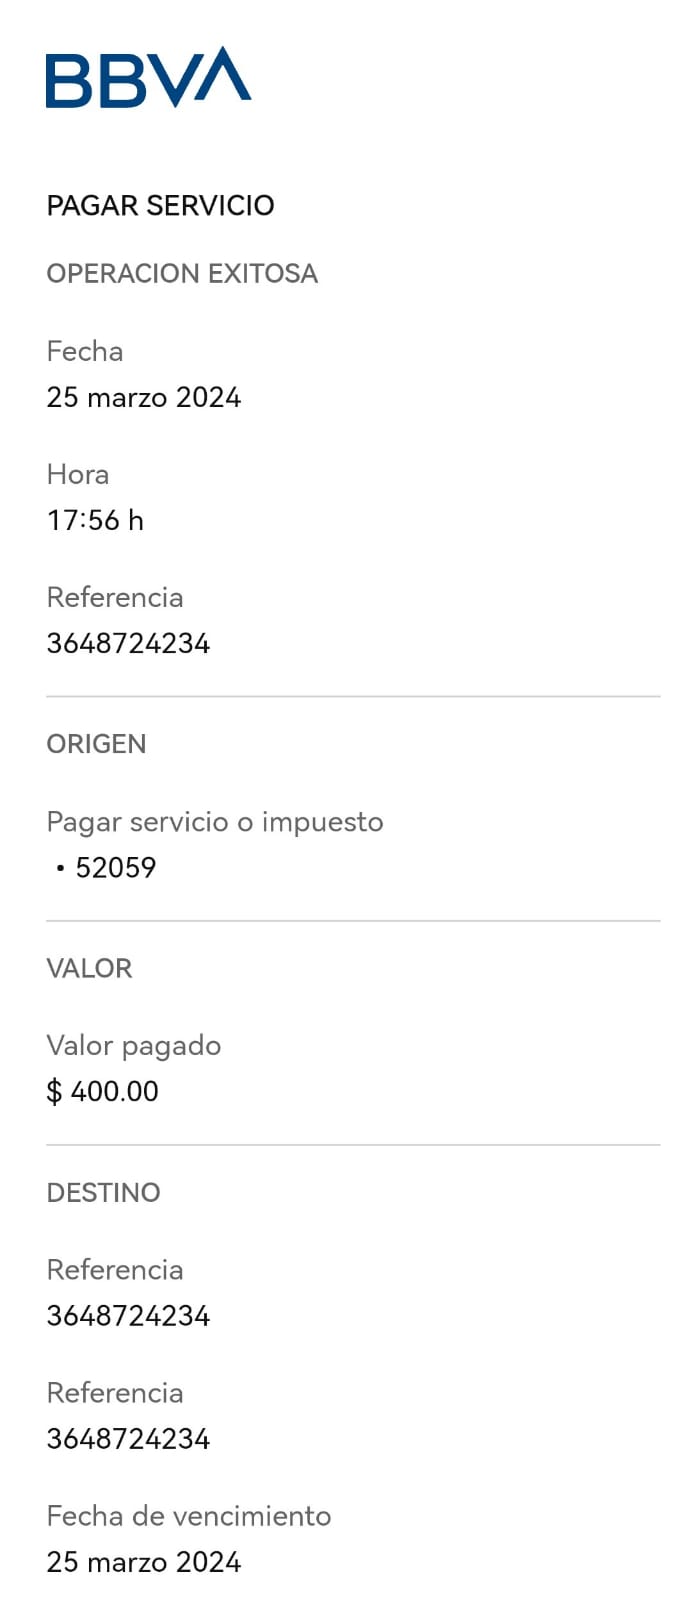 BBVA
PAGAR SERVICIO
OPERACION EXITOSA
Fecha
25 marzo 2024
Hora
17:56 h
Referencia
3648724234
ORIGEN
Pagar servicio o impuesto
• 52059
VALOR
Valor pagado
$ 400.00
DESTINO
Referencia
3648724234
Referencia
3648724234
Fecha de vencimiento
25 marzo 2024